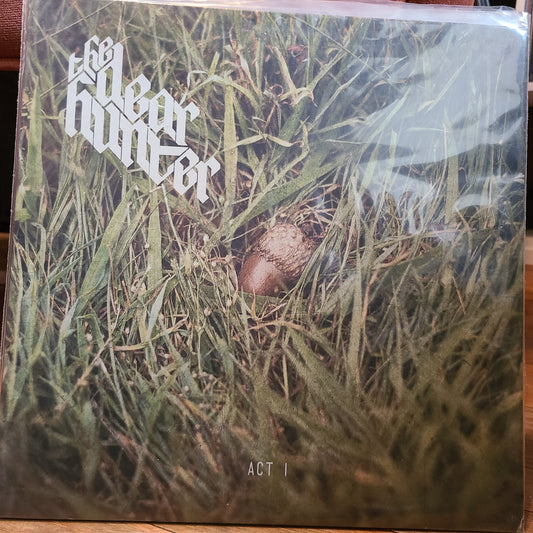 the
dear
hunter
ACT I